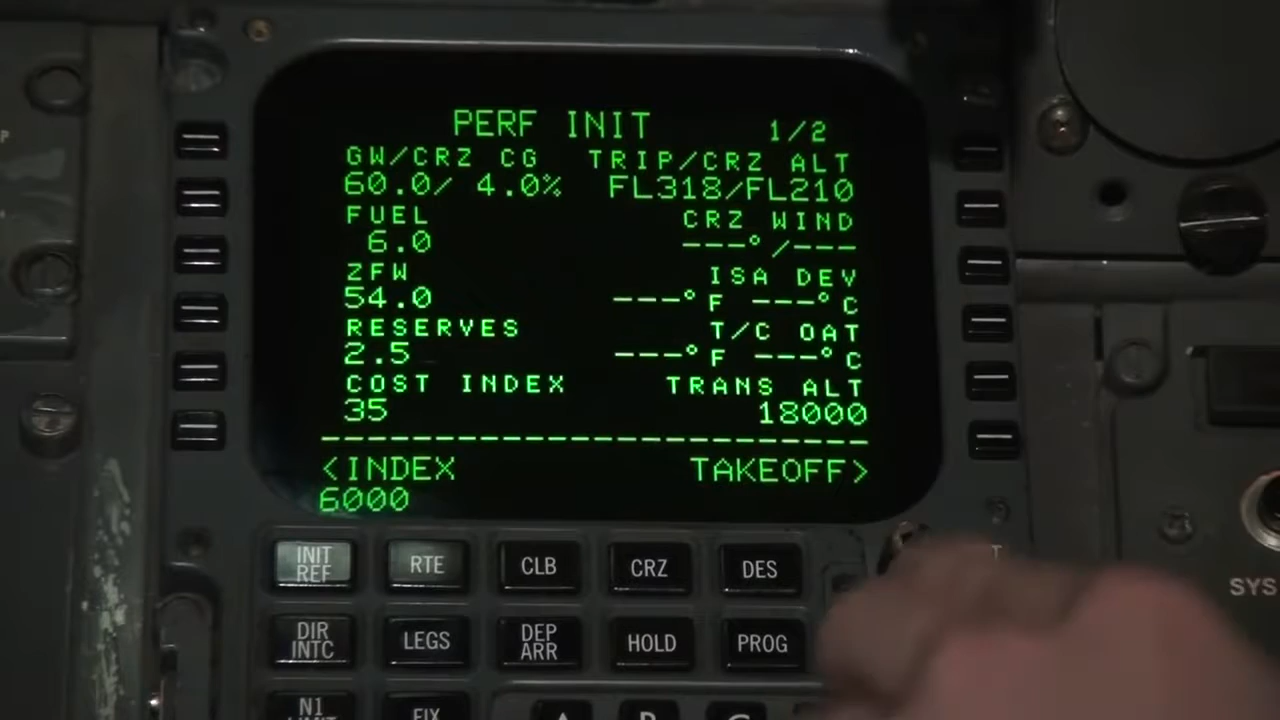 PERF INIT 1/2
GW/CRZ CG TRIP/CRZ ALT
60.0/ 4.0% FL318/FL210
FUEL CRZ WIND
6.0 ---°/---
ZFW ISA DEV
54.0 ---°F ---°C
RESERVES T/C OAT
2.5 ---°F ---°C
COST INDEX TRANS ALT
35 18000
<INDEX TAKEOFF>
6000
INIT REF RTE CLB CRZ DES
DIR INTC LEGS DEP ARR HOLD PROG
N1 FIX
SYS